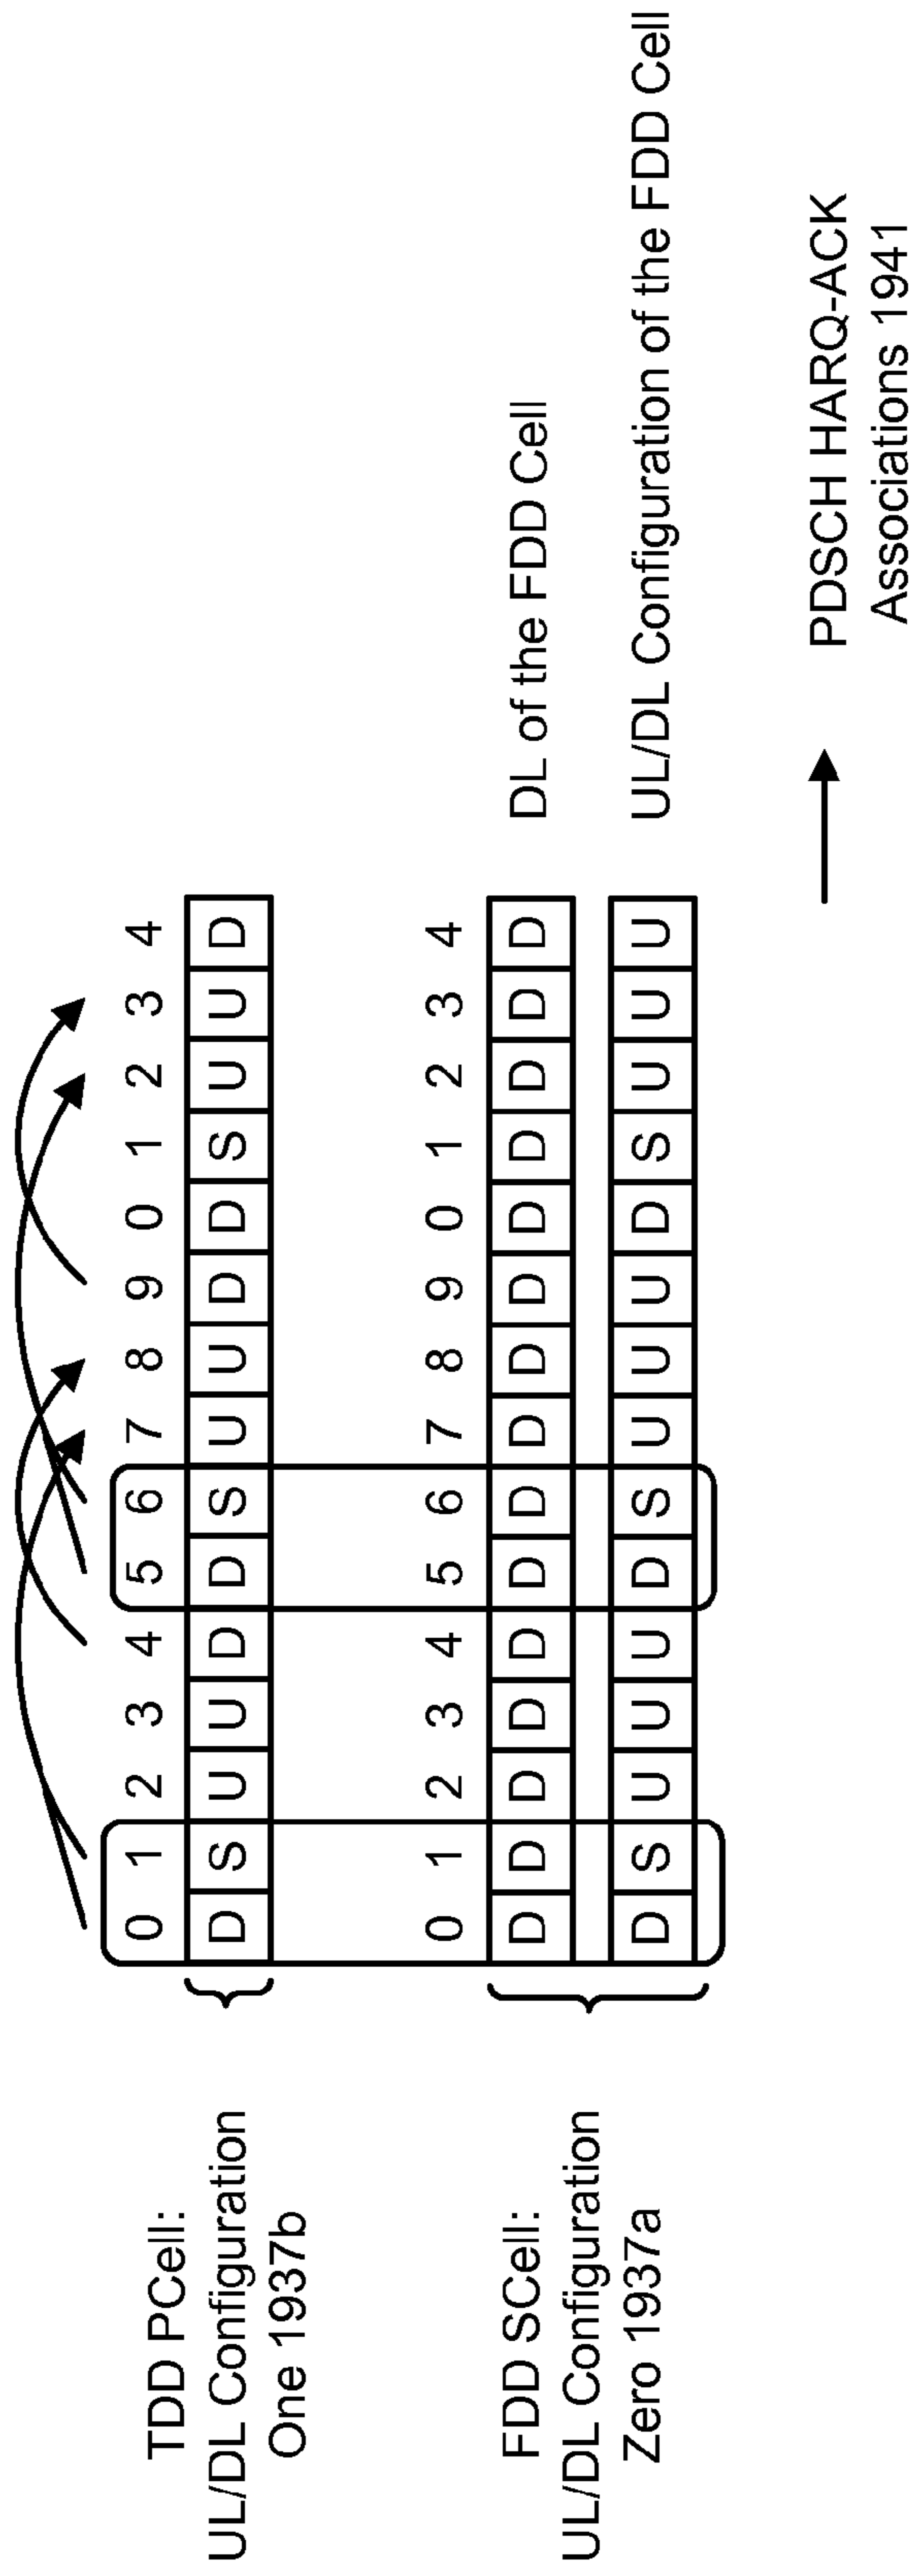 0 1 2 3 4 5 6 7 8 9 0 1 2 3 4
TDD PCell:
UL/DL Configuration
One 1937b
D S U U D D S U U D D S U U D
0 1 2 3 4 5 6 7 8 9 0 1 2 3 4
FDD SCell:
UL/DL Configuration
Zero 1937a
D D D D D D D D D D D D D D D
DL of the FDD Cell
D S U U U D S U U U D S U U U
UL/DL Configuration of the FDD Cell
PDSCH HARQ-ACK
Associations 1941